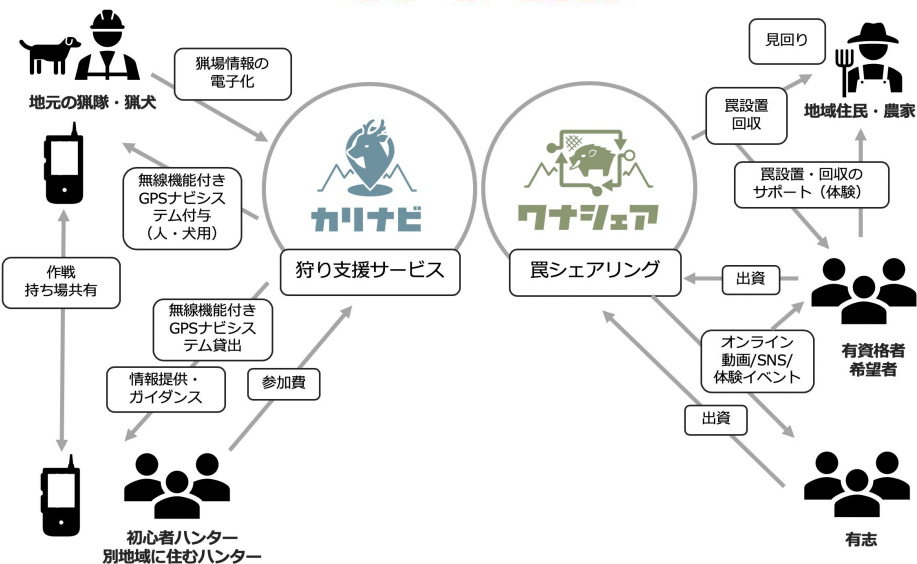 猟場情報の
電子化
見回り
地元の猟隊・猟犬
罠設置
回収
地域住民・農家
無線機能付き
GPSナビシス
テム付与
（人・犬用）
カリナビ
ワナシェア
罠設置・回収の
サポート（体験）
作戦
持ち場共有
狩り支援サービス
罠シェアリング
出資
無線機能付き
GPSナビシス
テム貸出
オンライン
動画/SNS/
体験イベント
有資格者
希望者
情報提供・
ガイダンス
参加費
出資
初心者ハンター
別地域に住むハンター
有志